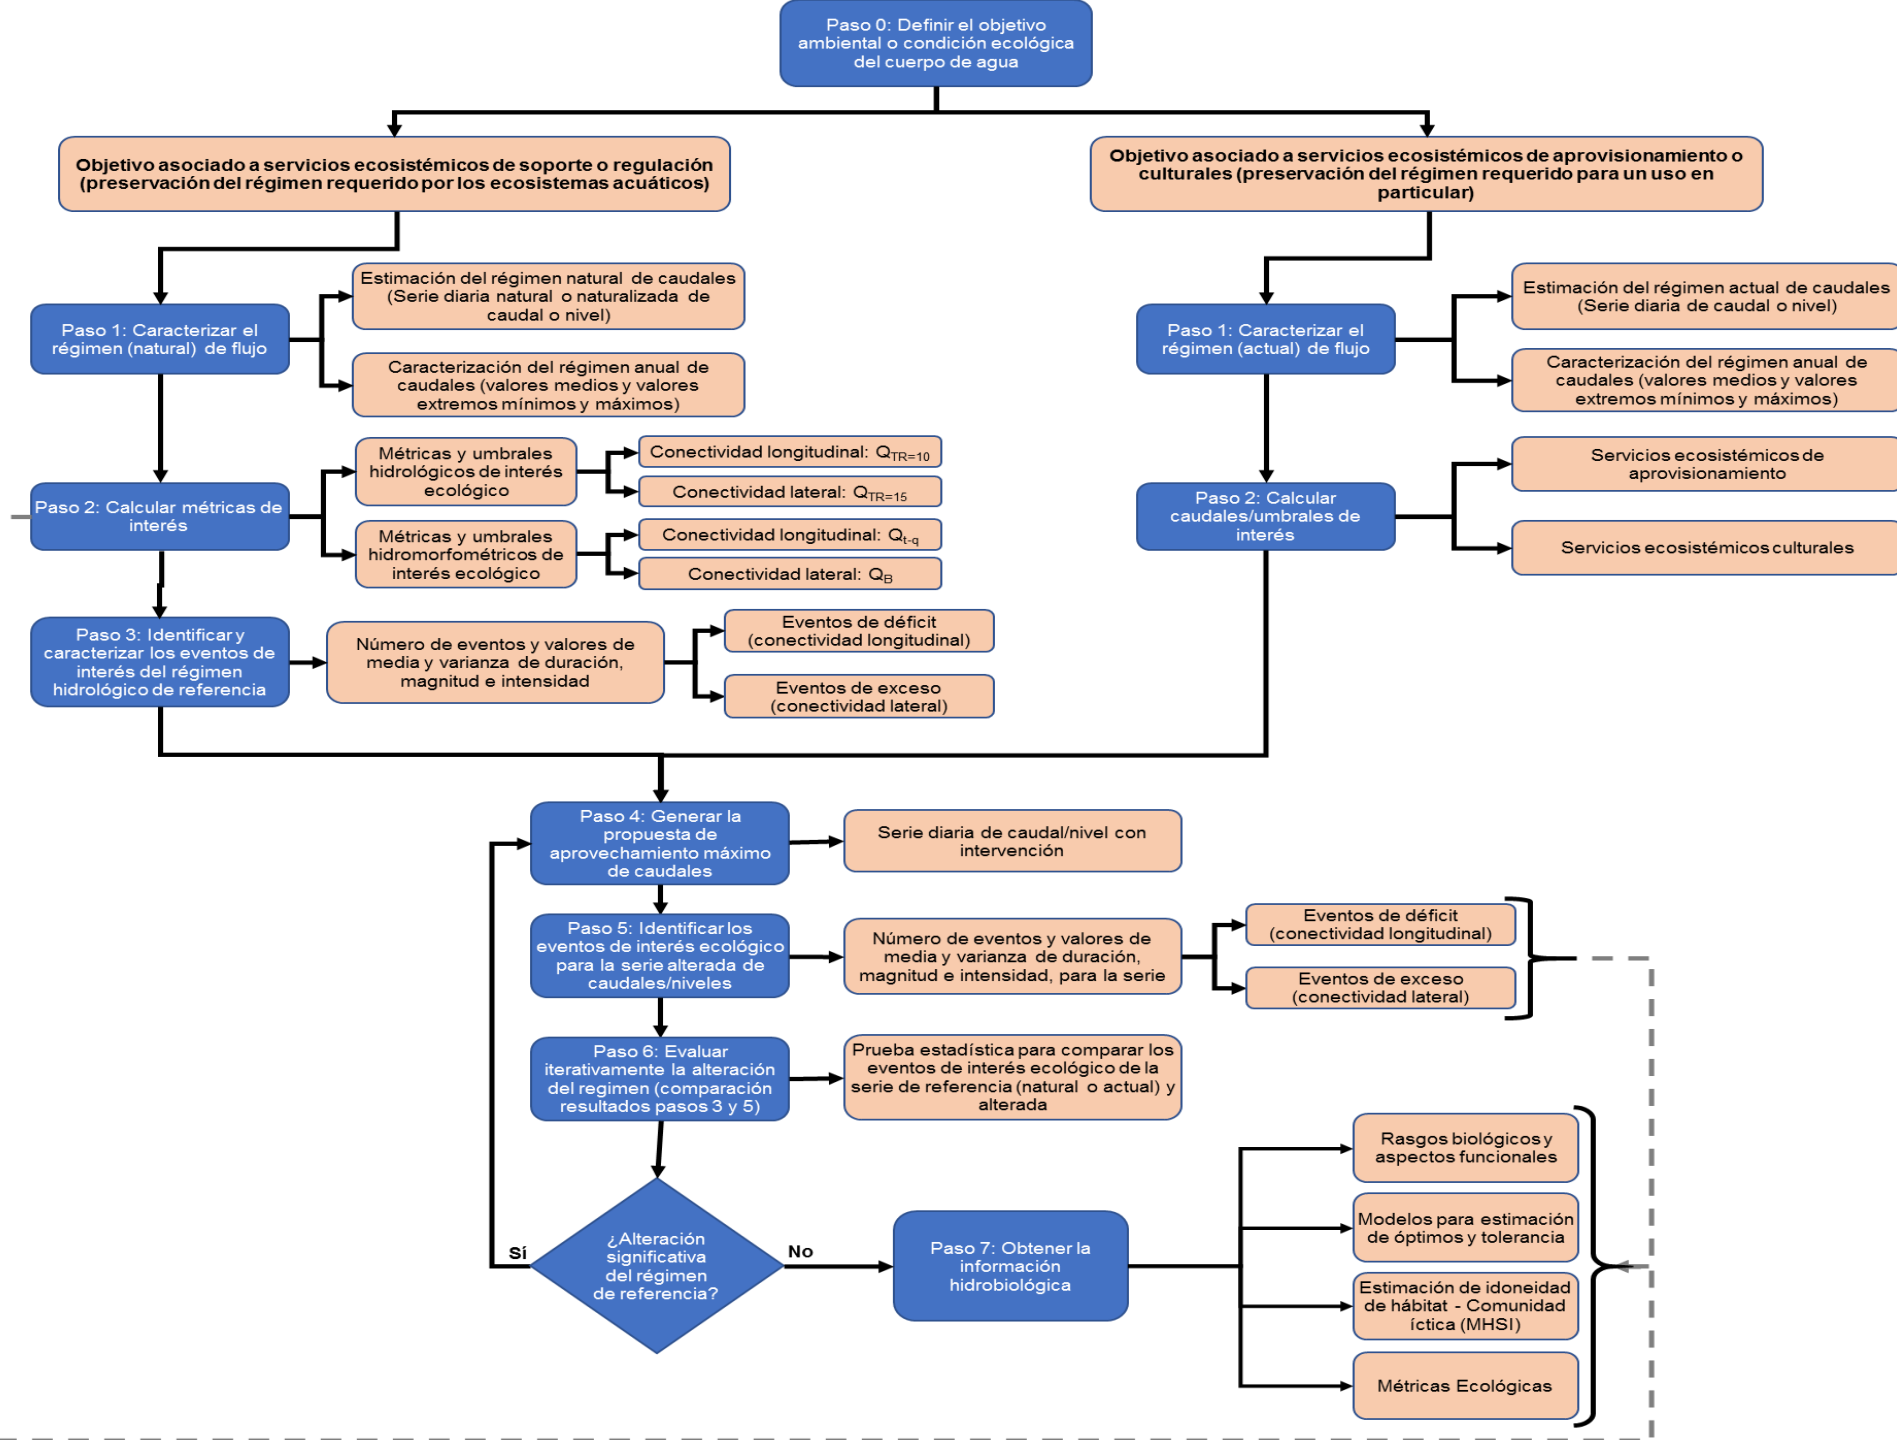 Paso 0: Definir el objetivo
ambiental o condición ecológica
del cuerpo de agua
Objetivo asociado a servicios ecosistémicos de soporte o regulación
(preservación del régimen requerido por los ecosistemas acuáticos)
Objetivo asociado a servicios ecosistémicos de aprovisionamiento o
culturales (preservación del régimen requerido para un uso en
particular)
Paso 1: Caracterizar el
régimen (natural) de flujo
Estimación del régimen natural de caudales
(Serie diaria natural o naturalizada de
caudal o nivel)
Caracterización del régimen anual de
caudales (valores medios y valores
extremos mínimos y máximos)
Paso 1: Caracterizar el
régimen (actual) de flujo
Estimación del régimen actual de caudales
(Serie diaria de caudal o nivel)
Caracterización del régimen anual de
caudales (valores medios y valores
extremos mínimos y máximos)
Paso 2: Calcular métricas de
interés
Métricas y umbrales
hidrológicos de interés
ecológico
Conectividad longitudinal: QTR=10
Conectividad lateral: QTR=15
Métricas y umbrales
hidromorfométricos de
interés ecológico
Conectividad longitudinal: Qt-q
Conectividad lateral: QB
Paso 2: Calcular
caudales/umbrales de
interés
Servicios ecosistémicos de
aprovisionamiento
Servicios ecosistémicos culturales
Paso 3: Identificar y
caracterizar los eventos de
interés del régimen
hidrológico de referencia
Número de eventos y valores de
media y varianza de duración,
magnitud e intensidad
Eventos de déficit
(conectividad longitudinal)
Eventos de exceso
(conectividad lateral)
Paso 4: Generar la
propuesta de
aprovechamiento máximo
de caudales
Serie diaria de caudal/nivel con
intervención
Paso 5: Identificar los
eventos de interés ecológico
para la serie alterada de
caudales/niveles
Número de eventos y valores de
media y varianza de duración,
magnitud e intensidad, para la serie
Eventos de déficit
(conectividad longitudinal)
Eventos de exceso
(conectividad lateral)
Paso 6: Evaluar
iterativamente la alteración
del regimen (comparación
resultados pasos 3 y 5)
Prueba estadística para comparar los
eventos de interés ecológico de la
serie de referencia (natural o actual) y
alterada
¿Alteración
significativa
del régimen
de referencia?
Sí
No
Paso 7: Obtener la
información
hidrobiológica
Rasgos biológicos y
aspectos funcionales
Modelos para estimación
de óptimos y tolerancia
Estimación de idoneidad
de hábitat - Comunidad
íctica (MHSI)
Métricas Ecológicas